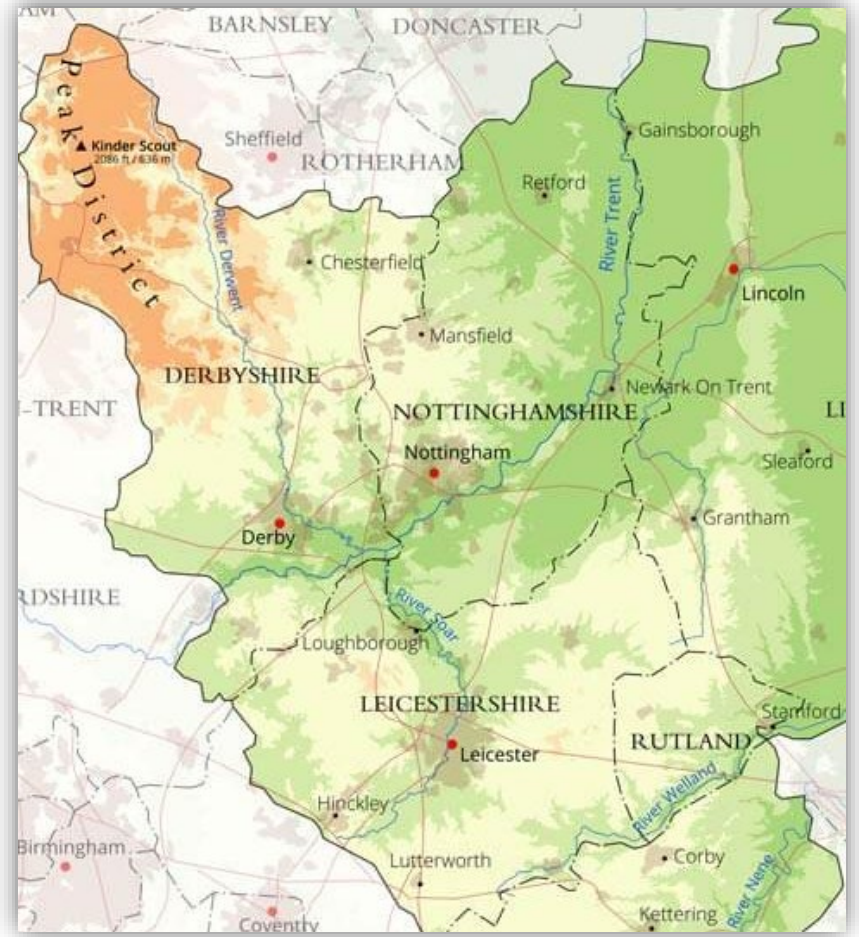 AM
BARNSLEY
DONCASTER
Peak District
Kinder Scout
2086 ft / 636 m
Sheffield
ROTHERHAM
Gainsborough
Retford
River Trent
River Derwent
Chesterfield
Lincoln
Mansfield
DERBYSHIRE
Newark On Trent
I-TRENT
NOTTINGHAMSHIRE
LI
Nottingham
Sleaford
Grantham
Derby
RDSHIRE
River Soar
Loughborough
LEICESTERSHIRE
Stamford
RUTLAND
Leicester
River Welland
Hinckley
Birmingham
Lutterworth
Corby
River Nene
Kettering
Coventry